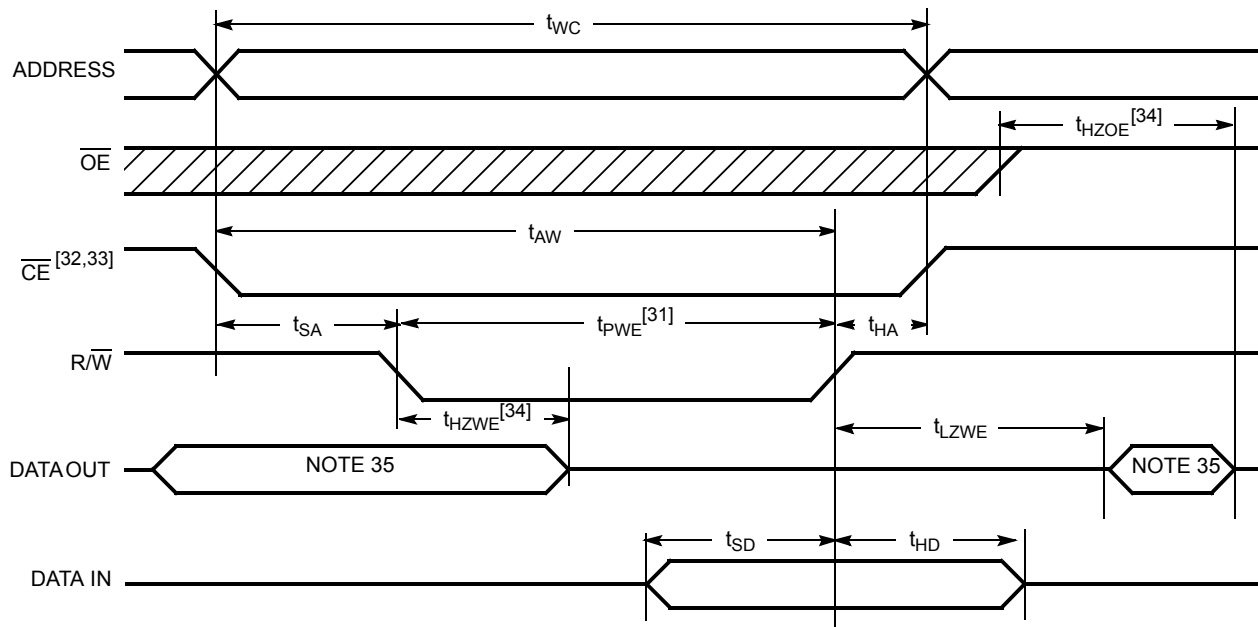 tWC
ADDRESS
tHZOE[34]
OE
tAW
CE [32,33]
tSA
tPWE[31]
tHA
R/W
tHZWE[34]
tLZWE
DATA OUT
NOTE 35
NOTE 35
tSD
tHD
DATA IN